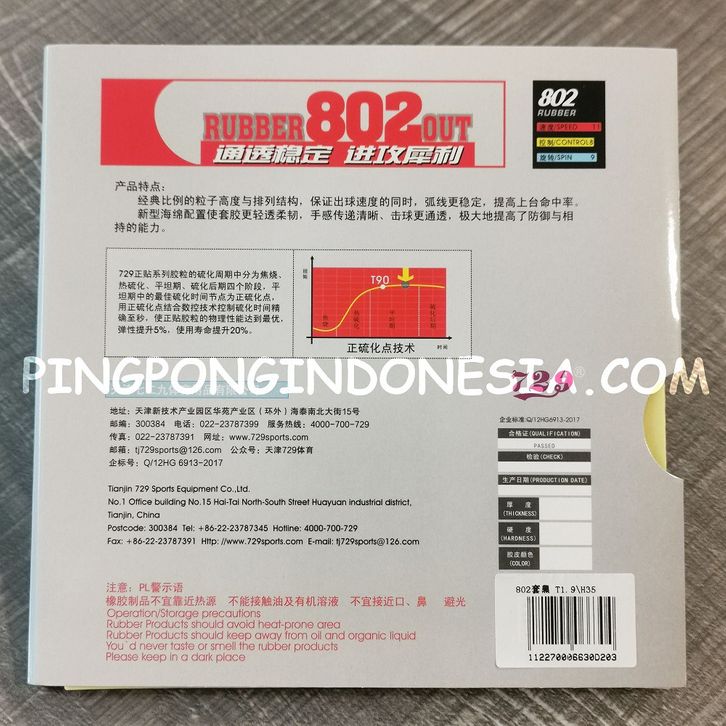 RUBBER 802 OUT
通透稳定 进攻犀利
802
RUBBER
速度/SPEED 11
控制/CONTROL 8
旋转/SPIN 9
产品特点:
经典比例的粒子高度与排列结构，保证出球速度的同时，弧线更稳定，提高上台命中率。
新型海绵配置使套胶更轻透柔韧，手感传递清晰、击球更通透，极大地提高了防御与相
持的能力。
729正贴系列胶粒的硫化周期中分为焦烧、
热硫化、平坦期、硫化后期四个阶段，平
坦期中的最佳硫化时间节点为正硫化点，
用正硫化点结合数控技术控制硫化时间精
确至秒，使正贴胶粒的物理性能达到最优，
弹性提升5%，使用寿命提升20%。
T90
焦烧
热硫化
平坦期
硫化后期
时间
正硫化点技术
PINGPONGINDONESIA.COM
729®
地址: 天津新技术产业园区华苑产业区（环外）海泰南北大街15号
邮编: 300384 电话: 022-23787399 服务热线: 4000-700-729
传真: 022-23787391 网址: www.729sports.com
邮箱: tj729sports@126.com 公众号: 天津729体育
企标号: Q/12HG 6913-2017
Tianjin 729 Sports Equipment Co.,Ltd.
No.1 Office building No.15 Hai-Tai North-South Street Huayuan industrial district,
Tianjin, China
Postcode: 300384 Tel: +86-22-23787345 Hotline: 4000-700-729
Fax: +86-22-23787391 Http://www.729sports.com E-mail: tj729sports@126.com
企业标准: Q/12HG6913-2017
合格证(QUALIFICATION)
PASSED
检验(CHECK)
生产日期(PRODUCTION DATE)
厚度
(THICKNESS)
硬度
(HARDNESS)
胶皮颜色
(COLOR)
注意: PL警示语
橡胶制品不宜靠近热源 不能接触油及有机溶液 不宜接近口、鼻 避光
Operation/Storage precautions
Rubber Products should avoid heat-prone area
Rubber Products should keep away from oil and organic liquid
You´d never taste or smell the rubber products
Please keep in a dark place
802套黑 T1.9\H35
112270006630D203